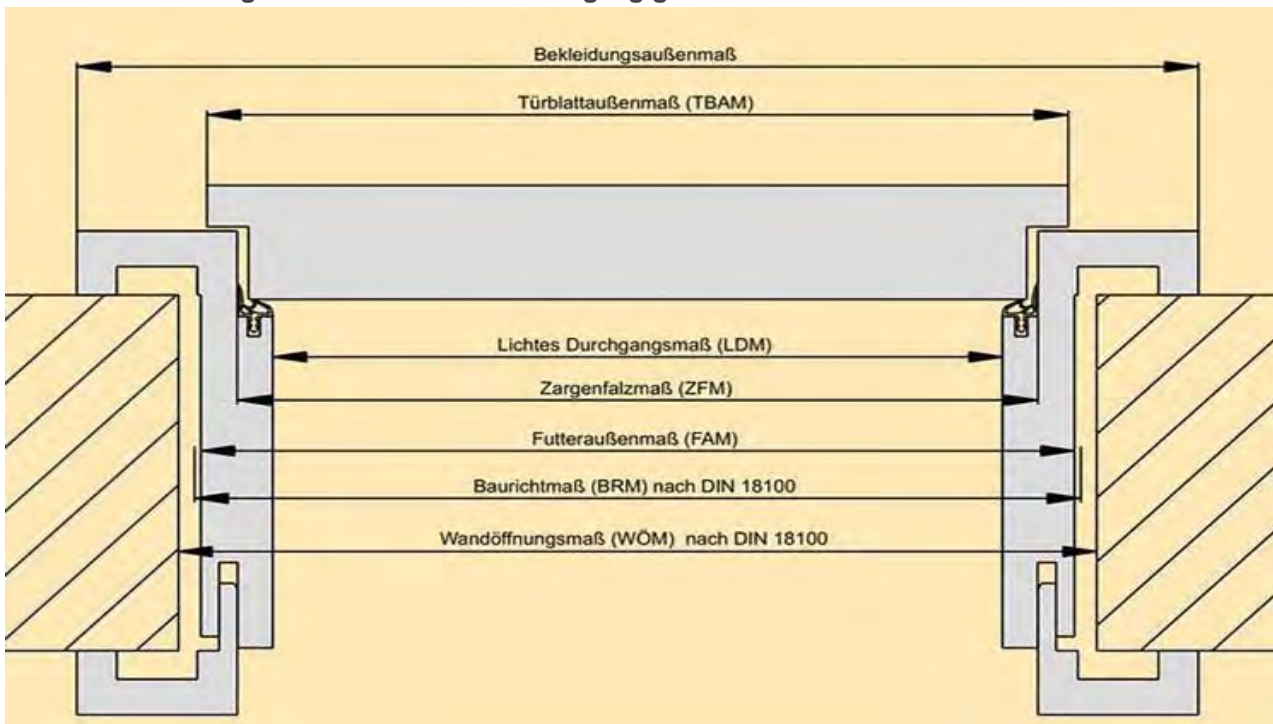 Bekleidungsaußenmaß
Türblattaußenmaß (TBAM)
Lichtes Durchgangsmaß (LDM)
Zargenfalzmaß (ZFM)
Futteraußenmaß (FAM)
Baurichtmaß (BRM) nach DIN 18100
Wandöffnungsmaß (WÖM) nach DIN 18100